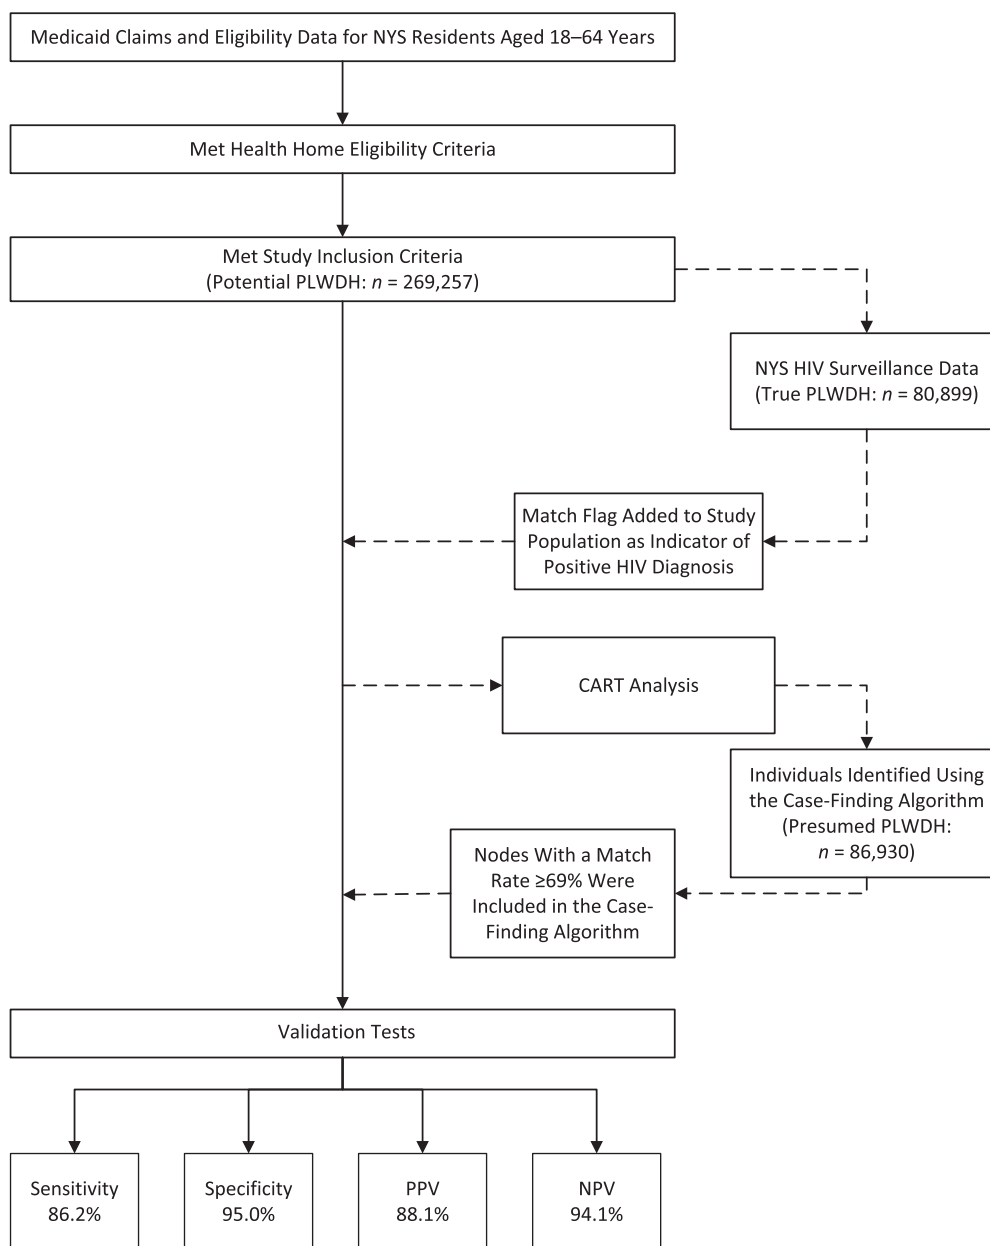 Medicaid Claims and Eligibility Data for NYS Residents Aged 18–64 Years
Met Health Home Eligibility Criteria
Met Study Inclusion Criteria
(Potential PLWDH: n = 269,257)
NYS HIV Surveillance Data
(True PLWDH: n = 80,899)
Match Flag Added to Study
Population as Indicator of
Positive HIV Diagnosis
CART Analysis
Individuals Identified Using
the Case-Finding Algorithm
(Presumed PLWDH:
n = 86,930)
Nodes With a Match
Rate ≥69% Were
Included in the Case-
Finding Algorithm
Validation Tests
Sensitivity
86.2%
Specificity
95.0%
PPV
88.1%
NPV
94.1%